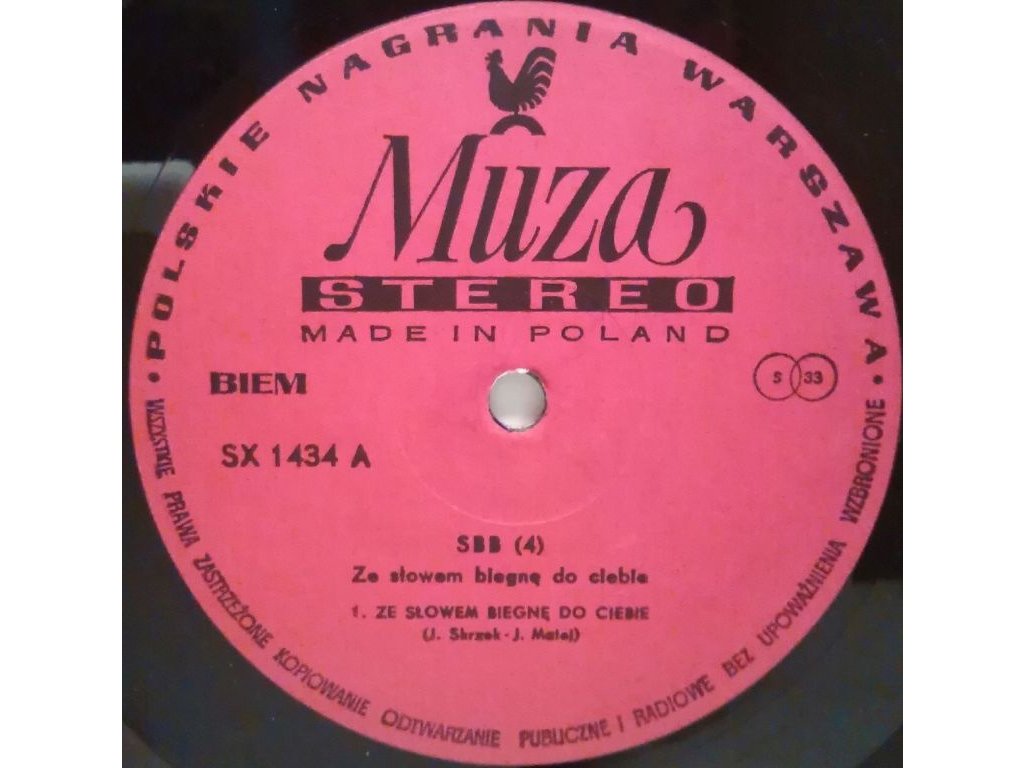 • POLSKIE NAGRANIA WARSZAWA •
Muza
STEREO
MADE IN POLAND
BIEM
S 33
SX 1434 A
SBB (4)
Ze słowem biegnę do ciebie
1. ZE SŁOWEM BIEGNĘ DO CIEBIE
(J. Skrzek - J. Matej)
WSZYSTKIE PRAWA ZASTRZEŻONE KOPIOWANIE ODTWARZANIE PUBLICZNE I RADIOWE BEZ UPOWAŻNIENIA WZBRONIONE